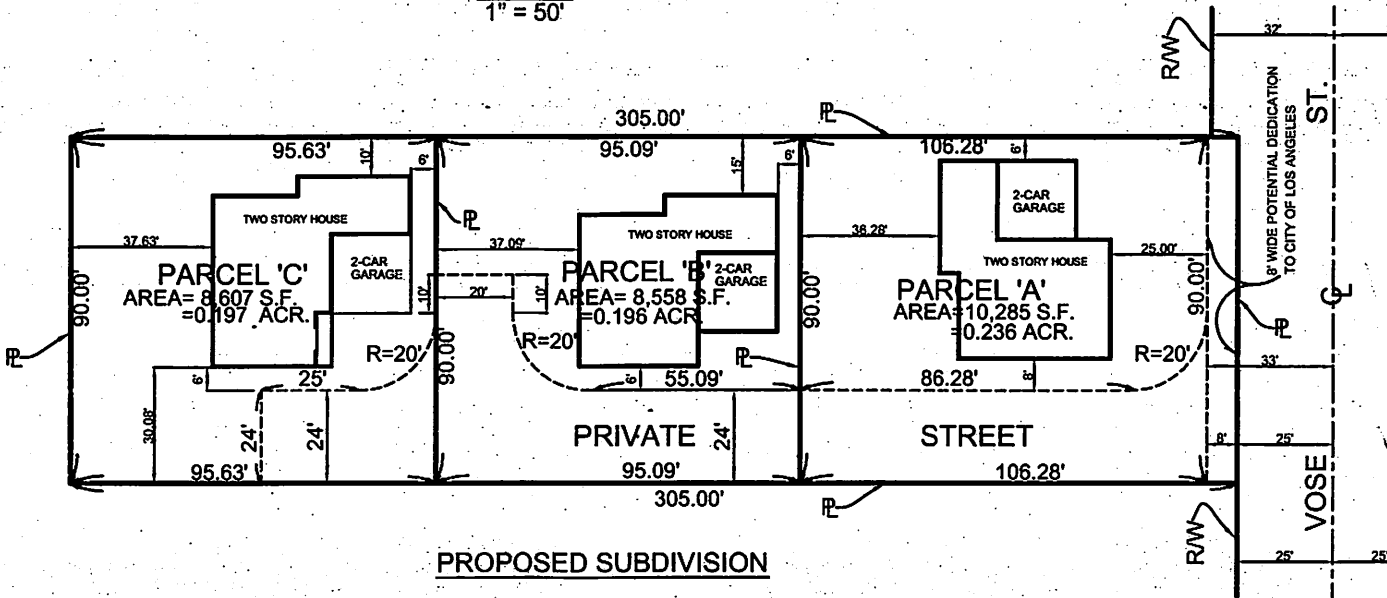 1" = 50'
R/W
32'
8' WIDE POTENTIAL DEDICATION
TO CITY OF LOS ANGELES
ST.
305.00'
PL
95.63'
10'
6'
95.09'
15'
6'
106.28'
6'
TWO STORY HOUSE
2-CAR
GARAGE
37.63'
PARCEL 'C'
AREA= 8,607 S.F.
=0.197 ACR.
90.00'
PL
PL
10'
R=20'
6'
25'
30.08'
24'
24'
95.63'
90.00'
TWO STORY HOUSE
2-CAR
GARAGE
37.09'
PARCEL 'B'
AREA= 8,558 S.F.
=0.196 ACR.
20'
10'
R=20'
6'
55.09'
PL
90.00'
24'
PRIVATE
95.09'
2-CAR
GARAGE
TWO STORY HOUSE
38.28'
25.00'
PARCEL 'A'
AREA=10,285 S.F.
=0.236 ACR.
90.00'
R=20'
8'
86.28'
STREET
106.28'
305.00'
PL
CL
PL
33'
8'
25'
VOSE
R/W
25'
25'
PROPOSED SUBDIVISION